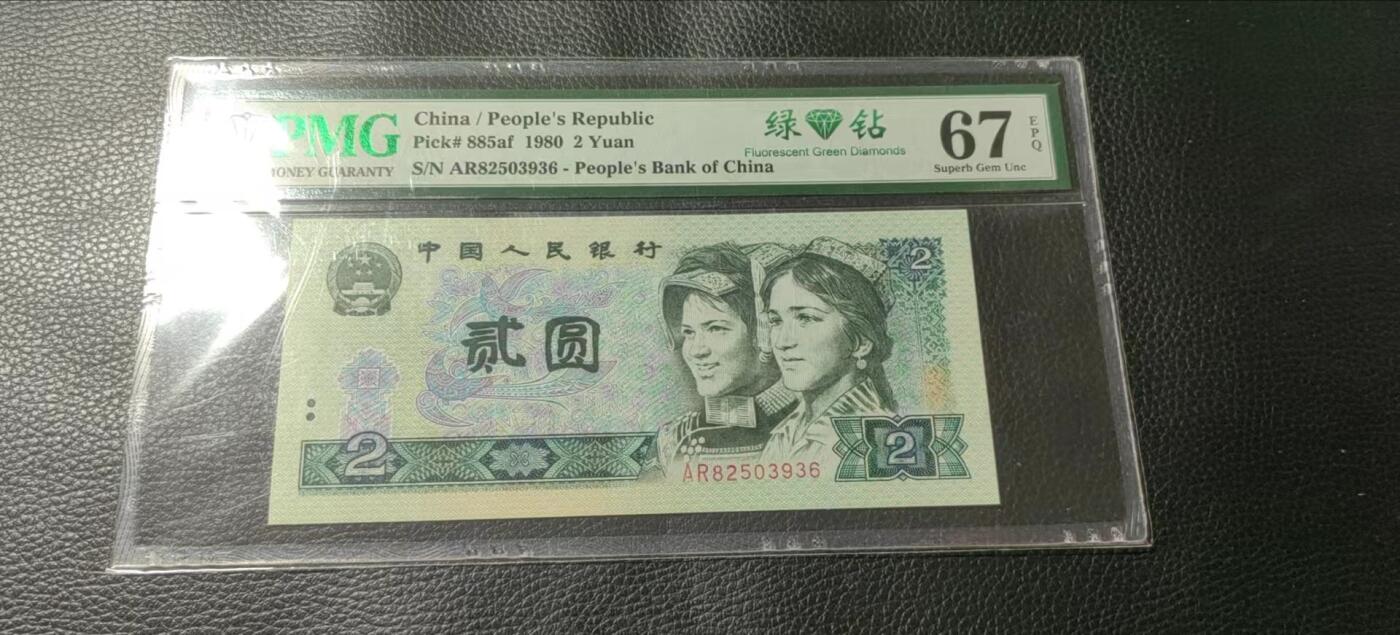 PMG
MONEY GUARANTY
China / People's Republic
Pick# 885af 1980 2 Yuan
S/N AR82503936 - People's Bank of China
绿 钻
Fluorescent Green Diamonds
67
EPQ
Superb Gem Unc
中国人民银行
2
贰圆
2
2
AR82503936